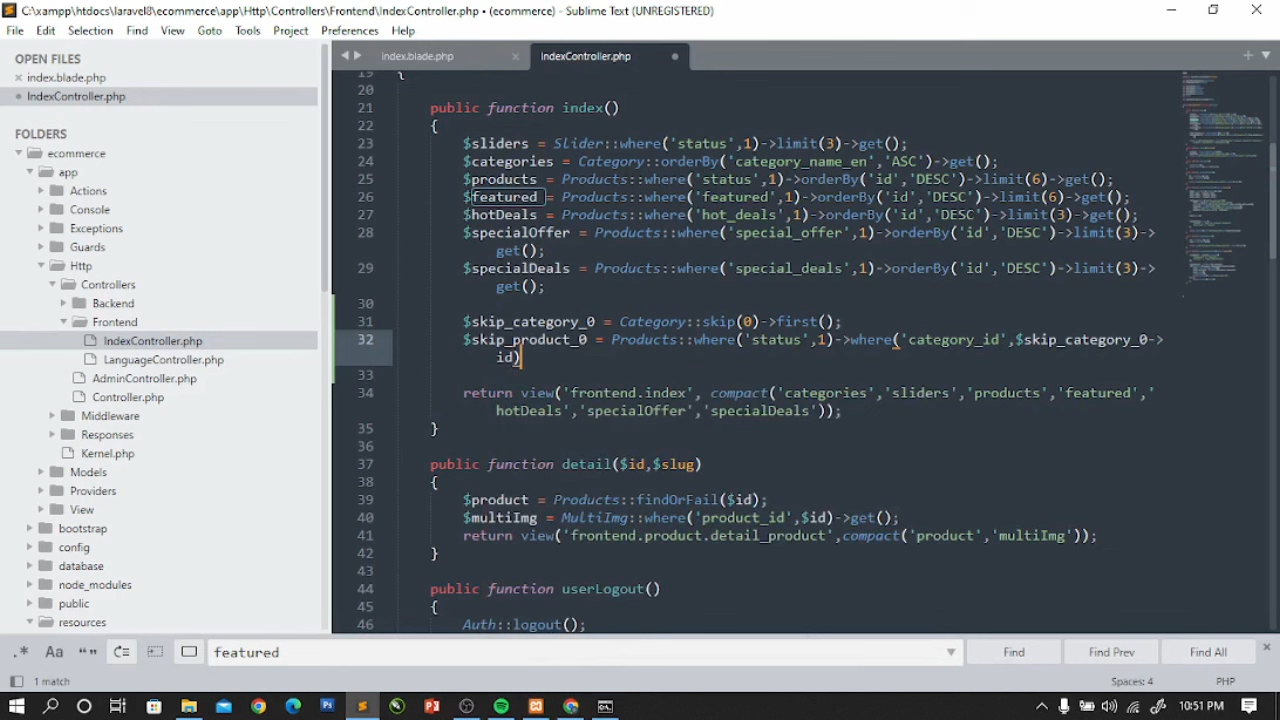 C:\xampp\htdocs\laravel8\ecommerce\app\Http\Controllers\Frontend\IndexController.php • (ecommerce) - Sublime Text (UNREGISTERED)
File Edit Selection Find View Goto Tools Project Preferences Help
OPEN FILES
index.blade.php
IndexController.php
FOLDERS
ecommerce
app
Actions
Console
Exceptions
Guards
Http
Controllers
Backend
Frontend
IndexController.php
LanguageController.php
AdminController.php
Controller.php
Middleware
Responses
Kernel.php
Models
Providers
View
bootstrap
config
database
node_modules
public
resources
index.blade.php IndexController.php
19 {
20
21 public function index()
22 {
23 $sliders = Slider::where('status',1)->limit(3)->get();
24 $categories = Category::orderBy('category_name_en','ASC')->get();
25 $products = Products::where('status',1)->orderBy('id','DESC')->limit(6)->get();
26 $featured = Products::where('featured',1)->orderBy('id','DESC')->limit(6)->get();
27 $hotDeals = Products::where('hot_deals',1)->orderBy('id','DESC')->limit(3)->get();
28 $specialOffer = Products::where('special_offer',1)->orderBy('id','DESC')->limit(3)->
get();
29 $specialDeals = Products::where('special_deals',1)->orderBy('id','DESC')->limit(3)->
get();
30
31 $skip_category_0 = Category::skip(0)->first();
32 $skip_product_0 = Products::where('status',1)->where('category_id',$skip_category_0->
id)
33
34 return view('frontend.index', compact('categories','sliders','products','featured','
hotDeals','specialOffer','specialDeals'));
35 }
36
37 public function detail($id,$slug)
38 {
39 $product = Products::findOrFail($id);
40 $multiImg = MultiImg::where('product_id',$id)->get();
41 return view('frontend.product.detail_product',compact('product','multiImg'));
42 }
43
44 public function userLogout()
45 {
46 Auth::logout();
.* Aa “” featured Find Find Prev Find All
1 match Spaces: 4 PHP
10:51 PM